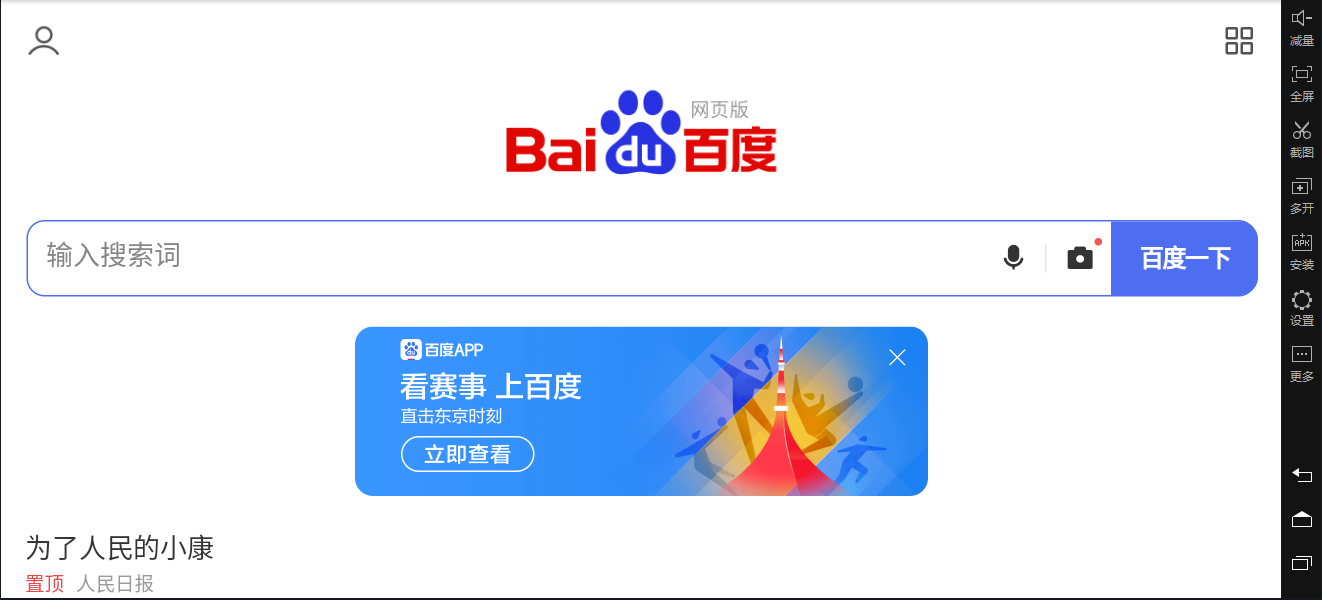 网页版
Bai du 百度
输入搜索词
百度一下
du 百度APP
看赛事 上百度
直击东京时刻
立即查看
为了人民的小康
置顶 人民日报
减量
全屏
截图
多开
APK
安装
设置
更多